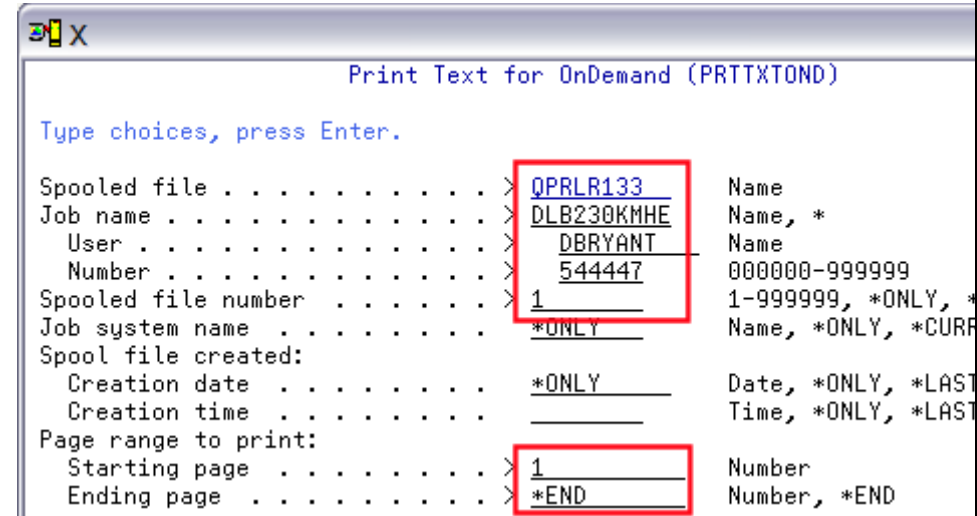 X
Print Text for OnDemand (PRTTXTOND)
Type choices, press Enter.
Spooled file . . . . . . . . . . . > QPRLR133 Name
Job name . . . . . . . . . . . . . > DLB230KMHE Name, *
User . . . . . . . . . . . . . . > DBRYANT Name
Number . . . . . . . . . . . . . > 544447 000000-999999
Spooled file number . . . . . . > 1 1-999999, *ONLY, *
Job system name . . . . . . . . *ONLY Name, *ONLY, *CURR
Spool file created:
Creation date . . . . . . . . *ONLY Date, *ONLY, *LAST
Creation time . . . . . . . . Time, *ONLY, *LAST
Page range to print:
Starting page . . . . . . . . . > 1 Number
Ending page . . . . . . . . . > *END Number, *END